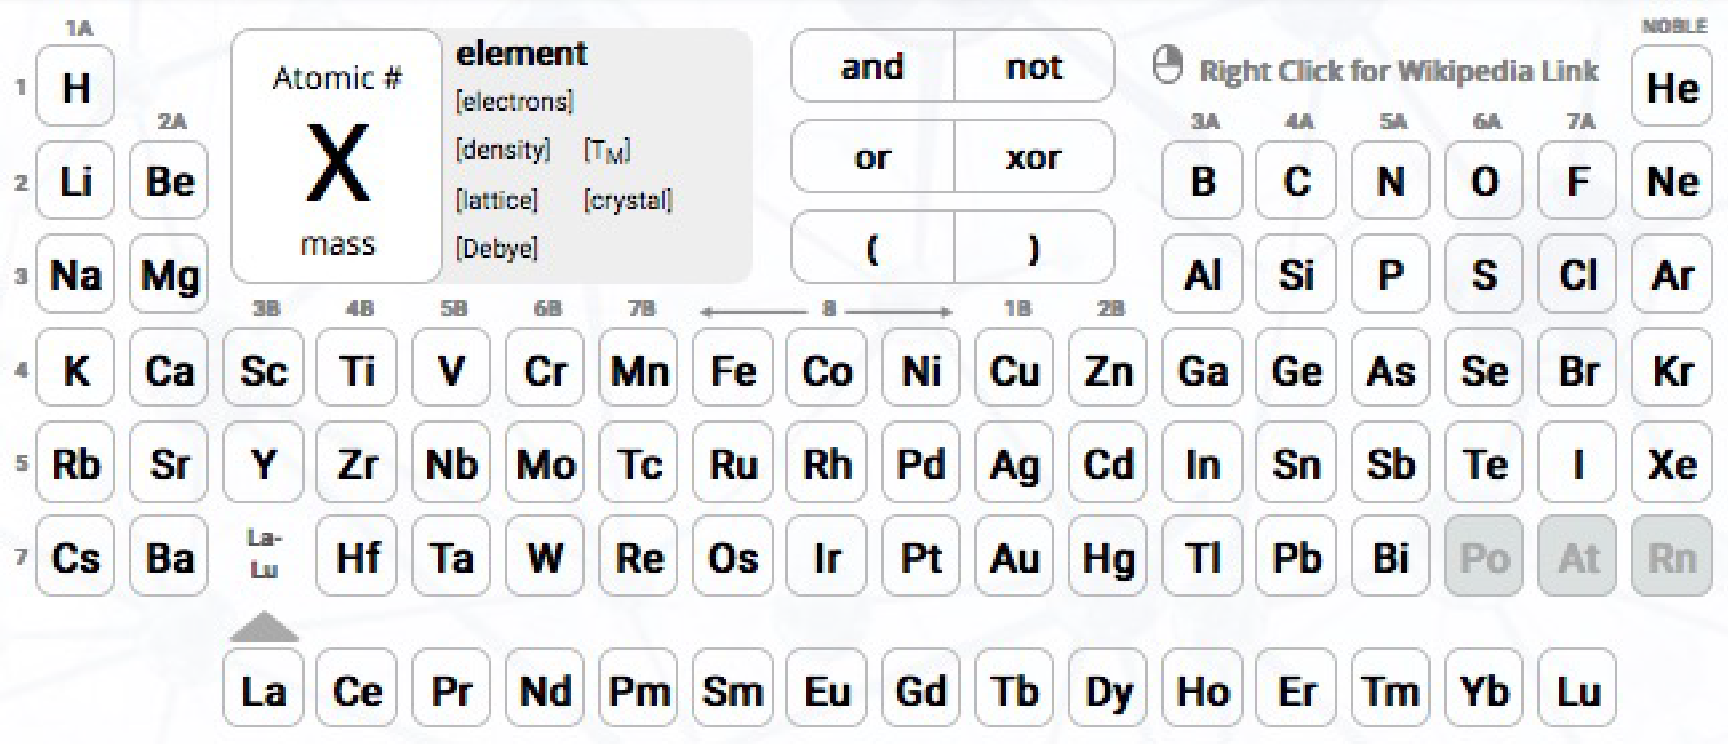 1A NOBLE
1 H Atomic # element and not Right Click for Wikipedia Link He
[electrons]
2A 3A 4A 5A 6A 7A
X [density] [TM] or xor
2 Li Be B C N O F Ne
[lattice] [crystal]
mass [Debye] ( )
3 Na Mg Al Si P S Cl Ar
3B 4B 5B 6B 7B 8 1B 2B
4 K Ca Sc Ti V Cr Mn Fe Co Ni Cu Zn Ga Ge As Se Br Kr
5 Rb Sr Y Zr Nb Mo Tc Ru Rh Pd Ag Cd In Sn Sb Te I Xe
7 Cs Ba La-Lu Hf Ta W Re Os Ir Pt Au Hg Tl Pb Bi Po At Rn
La Ce Pr Nd Pm Sm Eu Gd Tb Dy Ho Er Tm Yb Lu